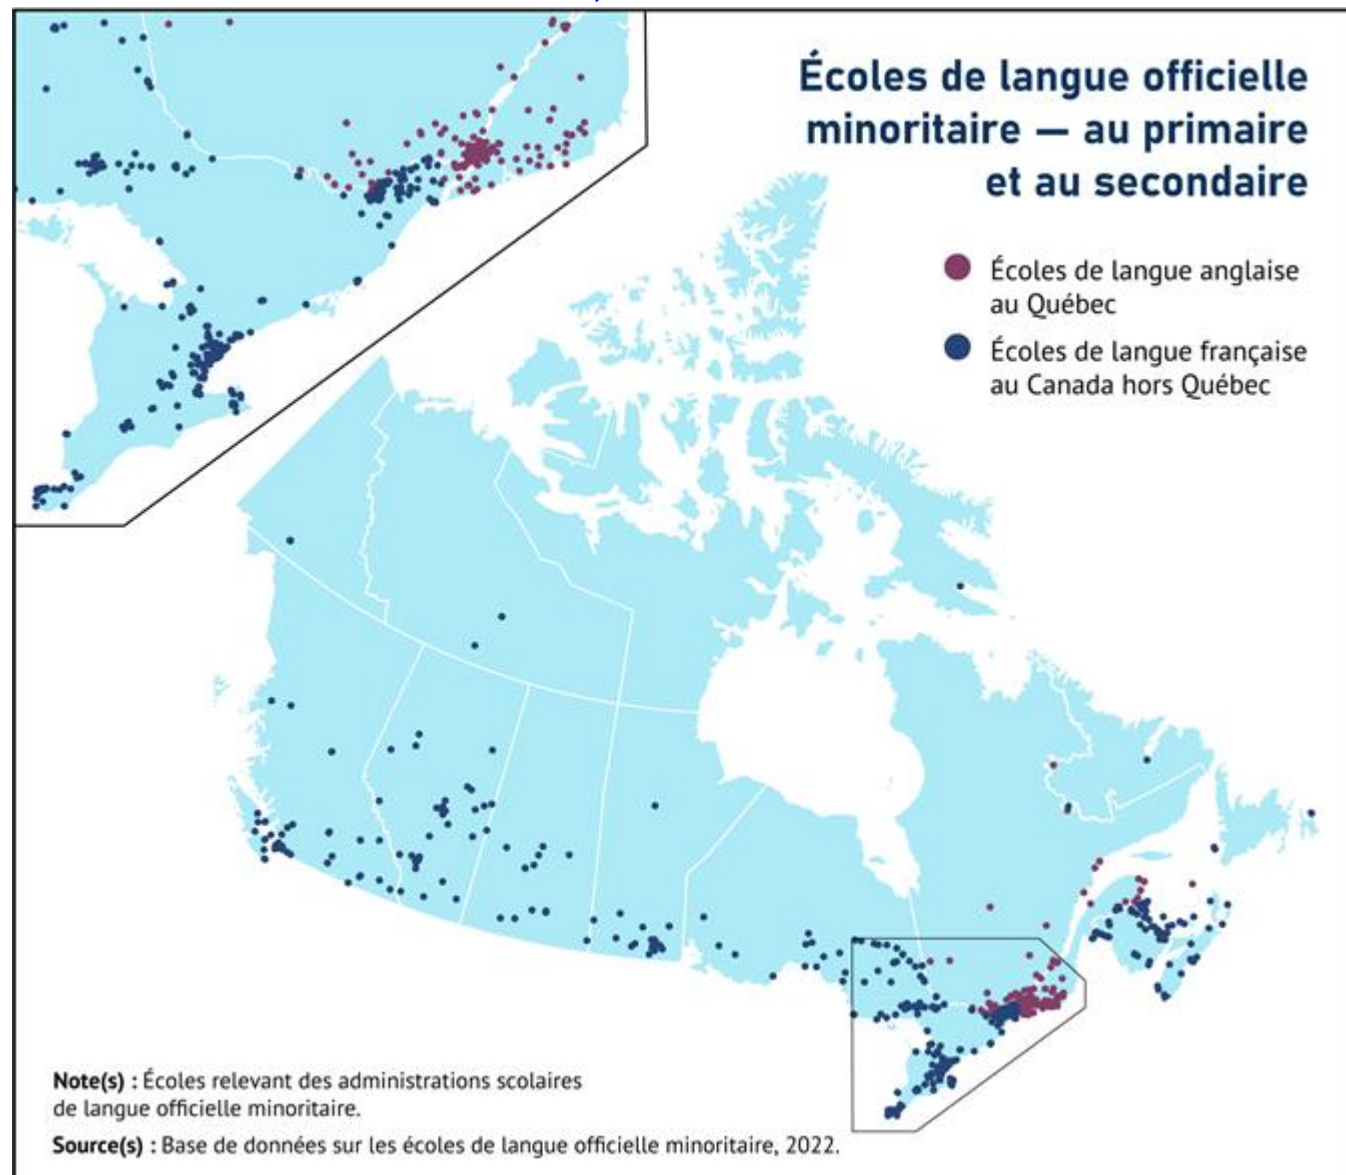 Écoles de langue officielle
minoritaire — au primaire
et au secondaire
Écoles de langue anglaise
au Québec
Écoles de langue française
au Canada hors Québec
Note(s) : Écoles relevant des administrations scolaires
de langue officielle minoritaire.
Source(s) : Base de données sur les écoles de langue officielle minoritaire, 2022.